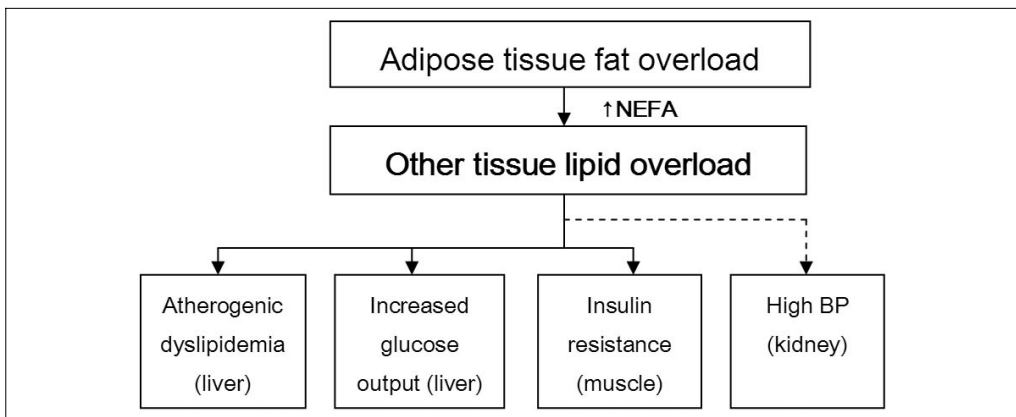 Adipose tissue fat overload
↑NEFA
Other tissue lipid overload
Atherogenic
dyslipidemia
(liver)
Increased
glucose
output (liver)
Insulin
resistance
(muscle)
High BP
(kidney)